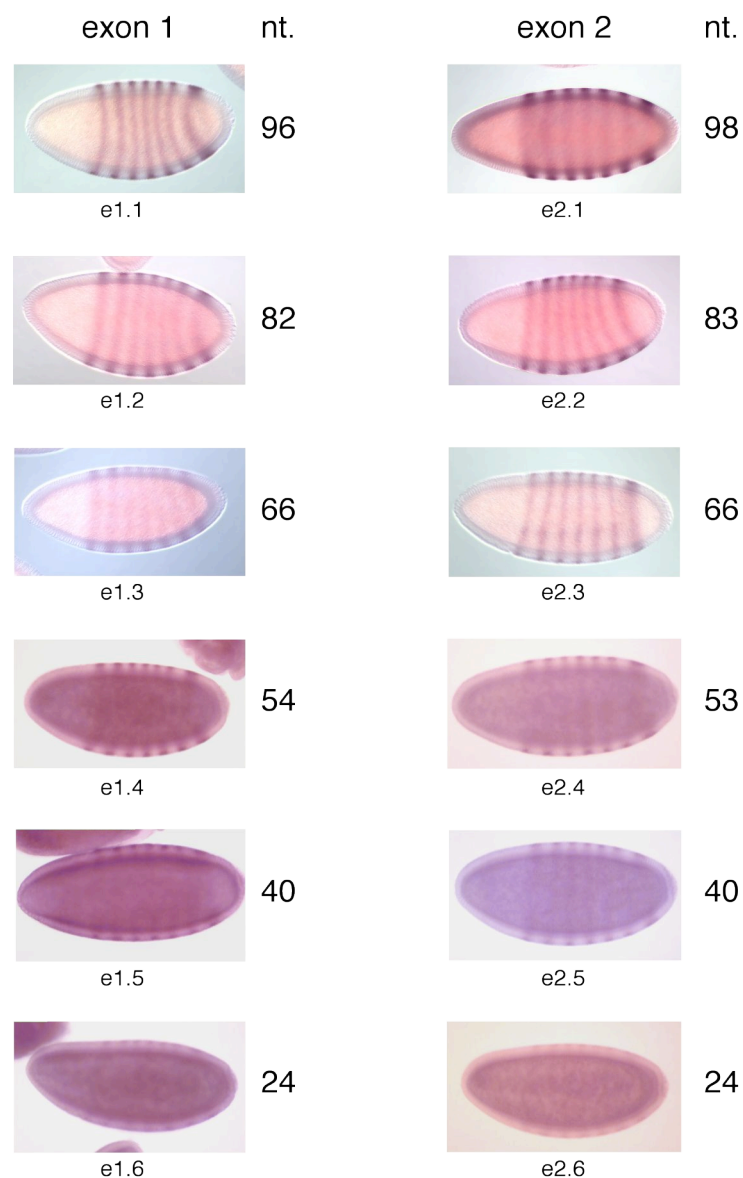 exon 1 nt. exon 2 nt.
96 98
e1.1 e2.1
82 83
e1.2 e2.2
66 66
e1.3 e2.3
54 53
e1.4 e2.4
40 40
e1.5 e2.5
24 24
e1.6 e2.6